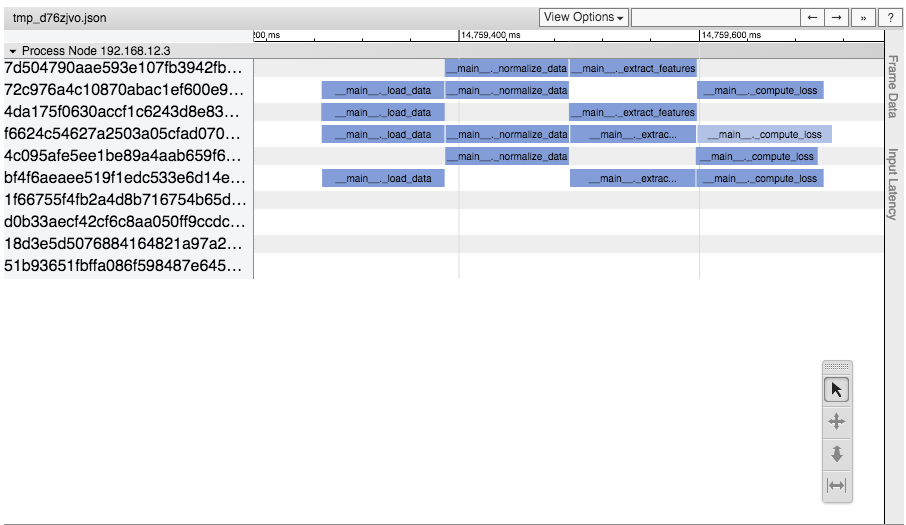 tmp_d76zjvo.json View Options ← → » ?
200 ms 14,759,400 ms 14,759,600 ms
Process Node 192.168.12.3
7d504790aae593e107fb3942fb... __main__._normalize_data __main__._extract_features
72c976a4c10870abac1ef600e9... __main__._load_data __main__._normalize_data __main__._compute_loss
4da175f0630accf1c6243d8e83... __main__._load_data __main__._extract_features
f6624c54627a2503a05cfad070... __main__._load_data __main__._normalize_data __main__._extrac... __main__._compute_loss
4c095afe5ee1be89a4aab659f6... __main__._normalize_data __main__._compute_loss
bf4f6aeaee519f1edc533e6d14e... __main__._load_data __main__._extrac... __main__._compute_loss
1f66755f4fb2a4d8b716754b65d...
d0b33aecf42cf6c8aa050ff9ccdc...
18d3e5d5076884164821a97a2...
51b93651fbffa086f598487e645...
Frame Data
Input Latency